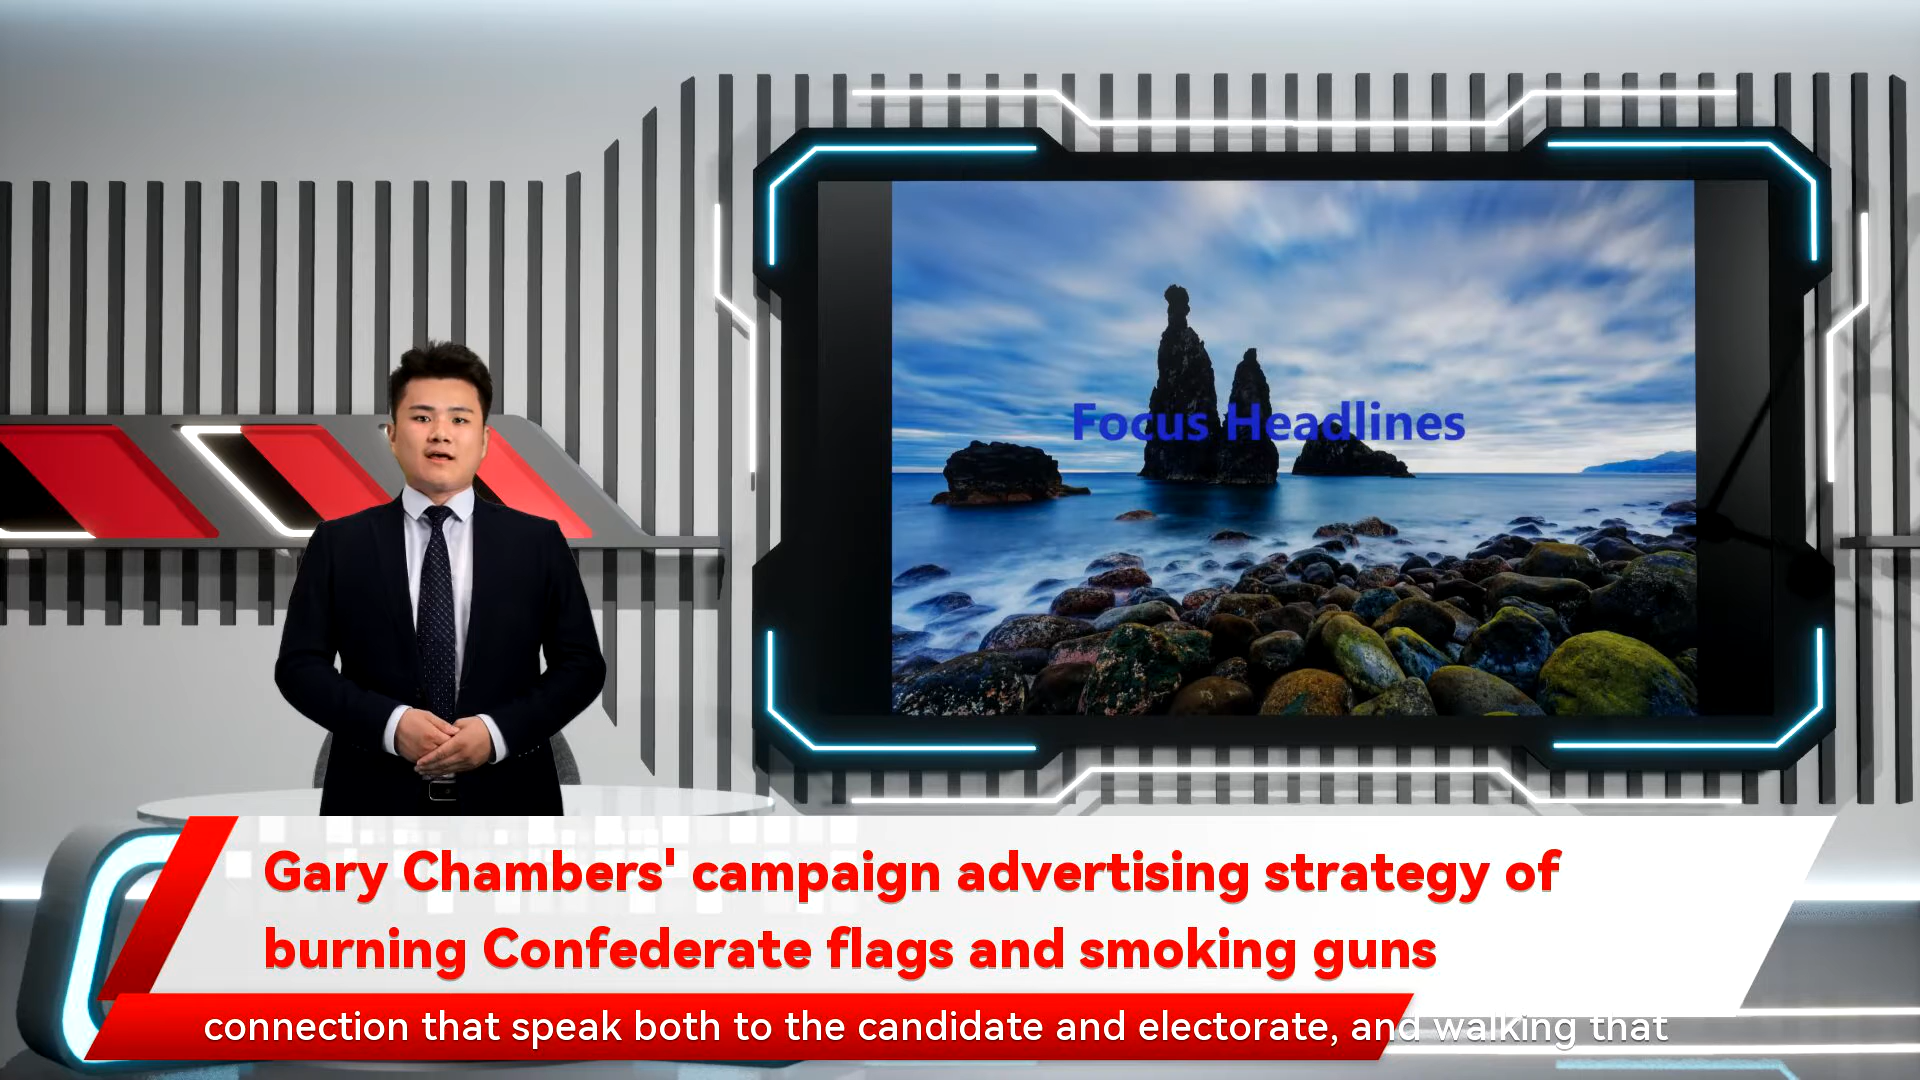 Focus Headlines
Gary Chambers' campaign advertising strategy of
burning Confederate flags and smoking guns
connection that speak both to the candidate and electorate, and walking that